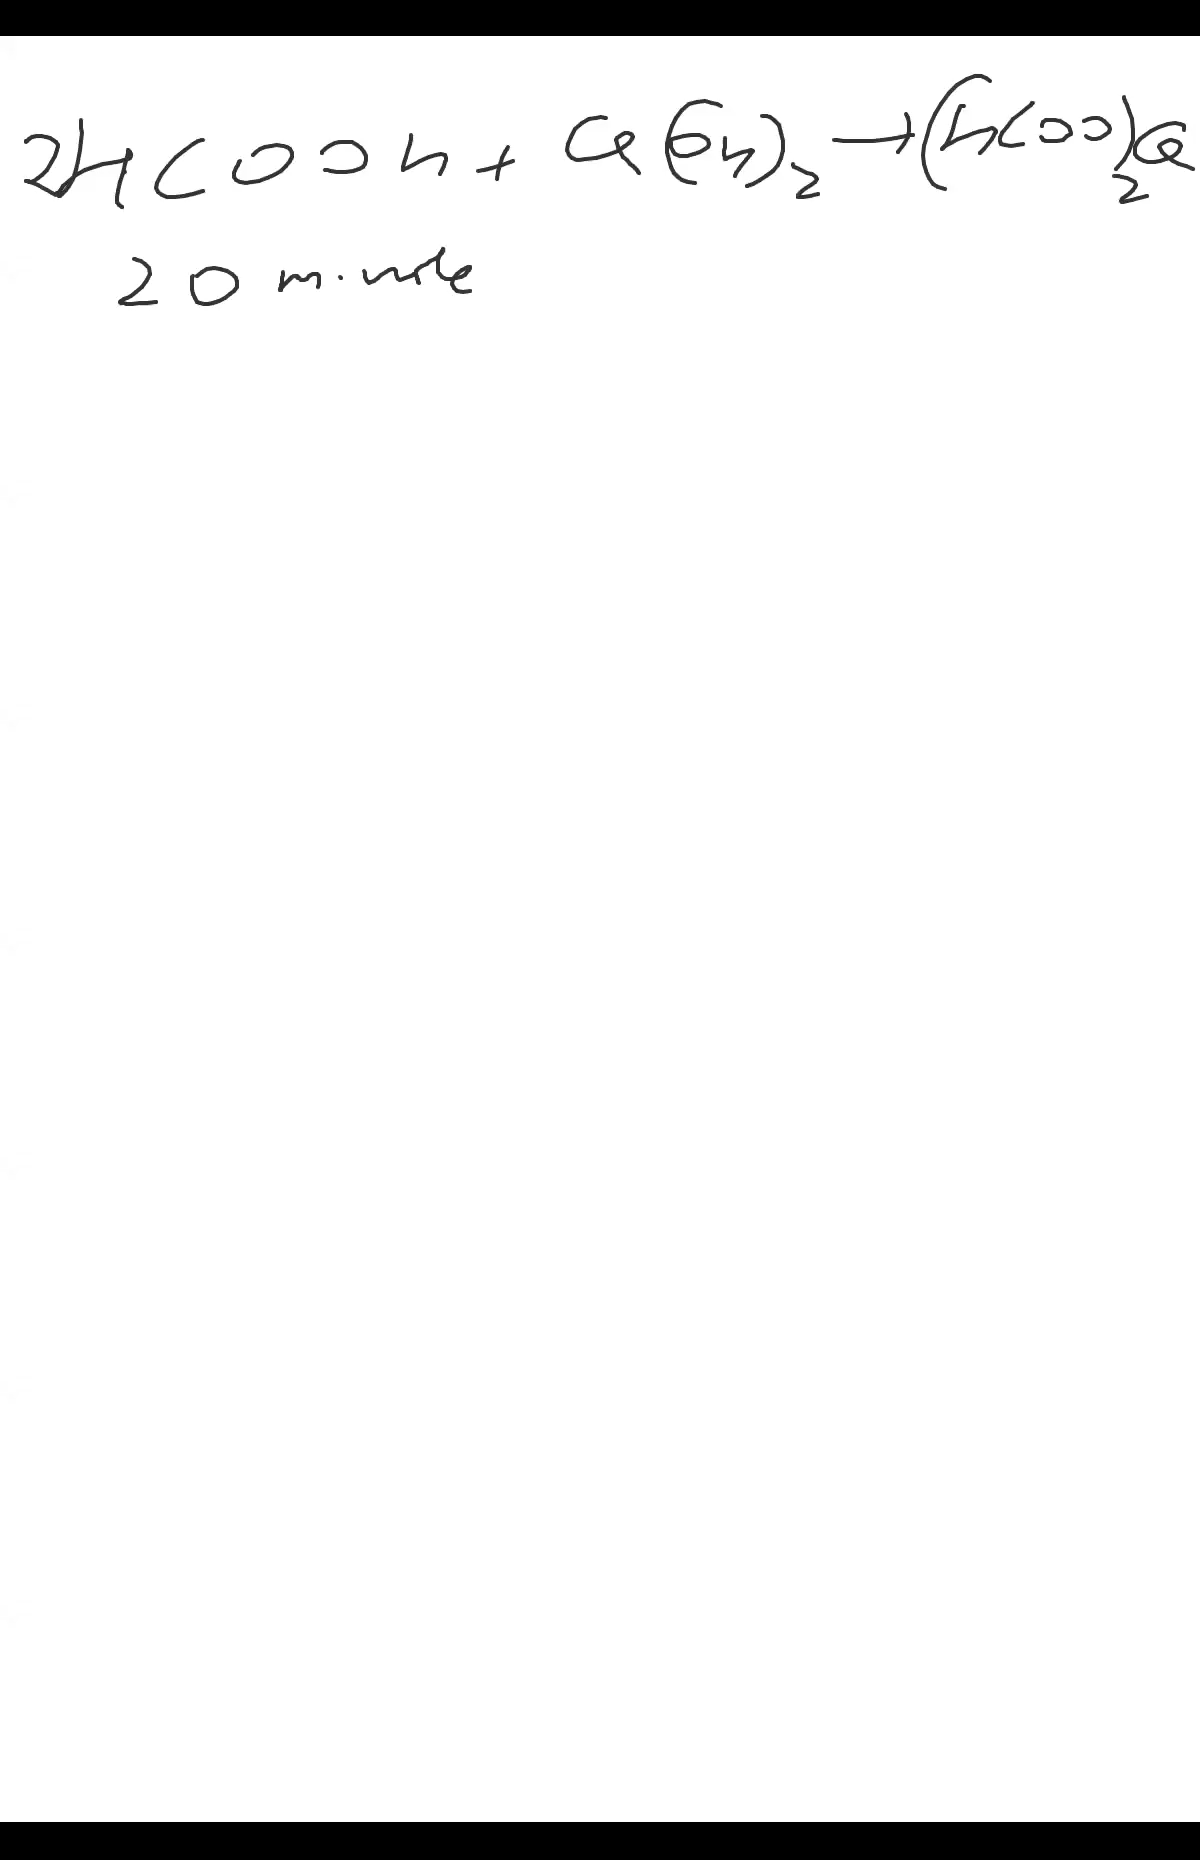 2HCOOH + Ca(OH)₂ → (HCOO)₂Ca
20 minute